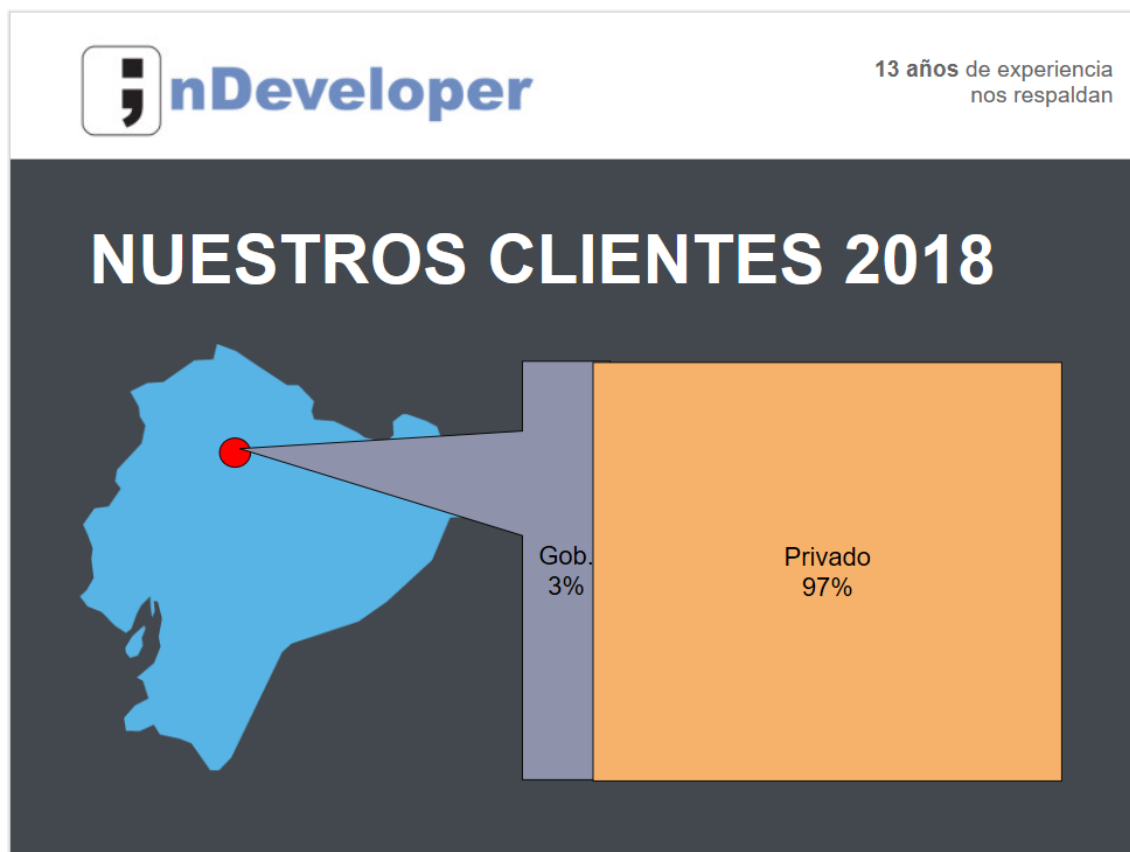 nDeveloper
13 años de experiencia
nos respaldan
NUESTROS CLIENTES 2018
Gob.
3%
Privado
97%